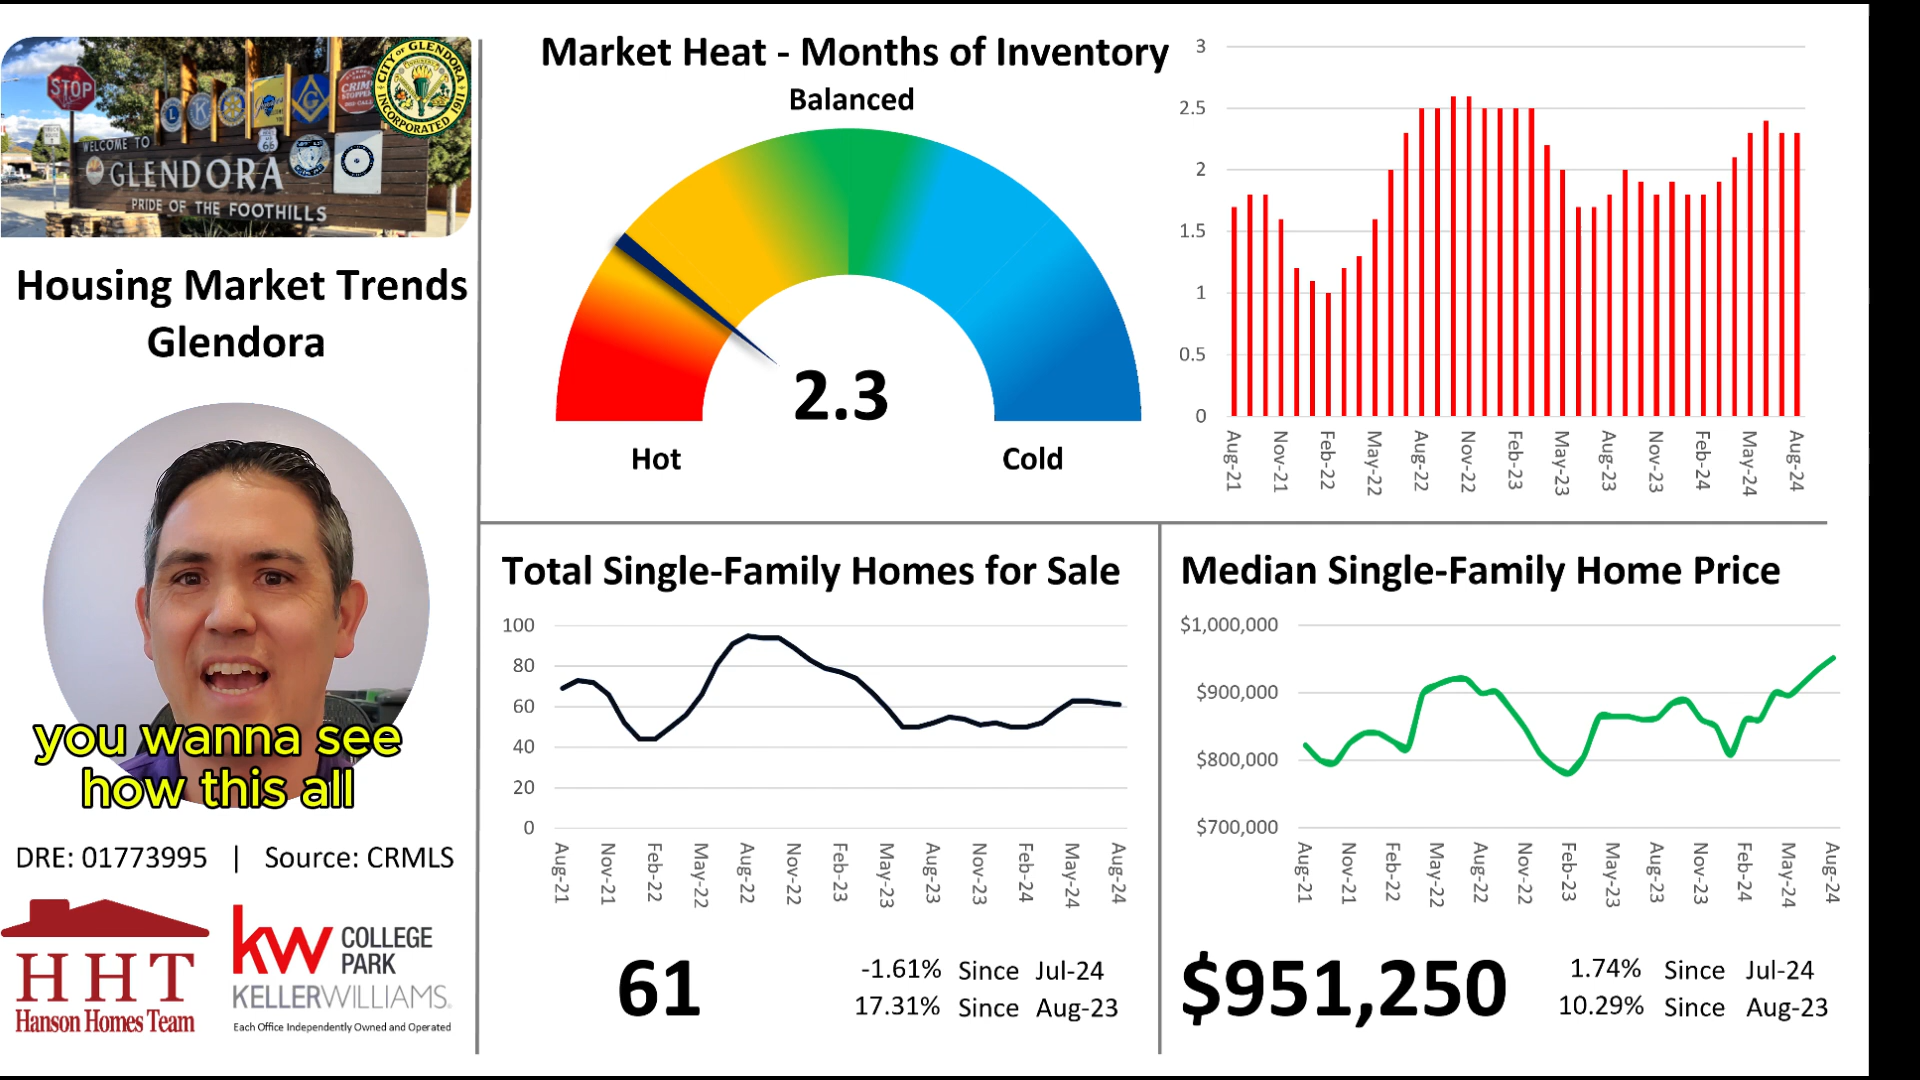 STOP
CITY OF GLENDORA
INCORPORATED 1911
CRIME
STOPPERS
L
K
G
66
WELCOME TO
GLENDORA
PRIDE OF THE FOOTHILLS
Housing Market Trends
Glendora
you wanna see
how this all
DRE: 01773995 | Source: CRMLS
HHT
Hanson Homes Team
kw COLLEGE
PARK
KELLERWILLIAMS.
Each Office Independently Owned and Operated
Market Heat - Months of Inventory
Balanced
2.3
Hot
Cold
3
2.5
2
1.5
1
0.5
0
Aug-21
Nov-21
Feb-22
May-22
Aug-22
Nov-22
Feb-23
May-23
Aug-23
Nov-23
Feb-24
May-24
Aug-24
Total Single-Family Homes for Sale
100
80
60
40
20
0
Aug-21
Nov-21
Feb-22
May-22
Aug-22
Nov-22
Feb-23
May-23
Aug-23
Nov-23
Feb-24
May-24
Aug-24
61
-1.61% Since Jul-24
17.31% Since Aug-23
Median Single-Family Home Price
$1,000,000
$900,000
$800,000
$700,000
Aug-21
Nov-21
Feb-22
May-22
Aug-22
Nov-22
Feb-23
May-23
Aug-23
Nov-23
Feb-24
May-24
Aug-24
$951,250
1.74% Since Jul-24
10.29% Since Aug-23